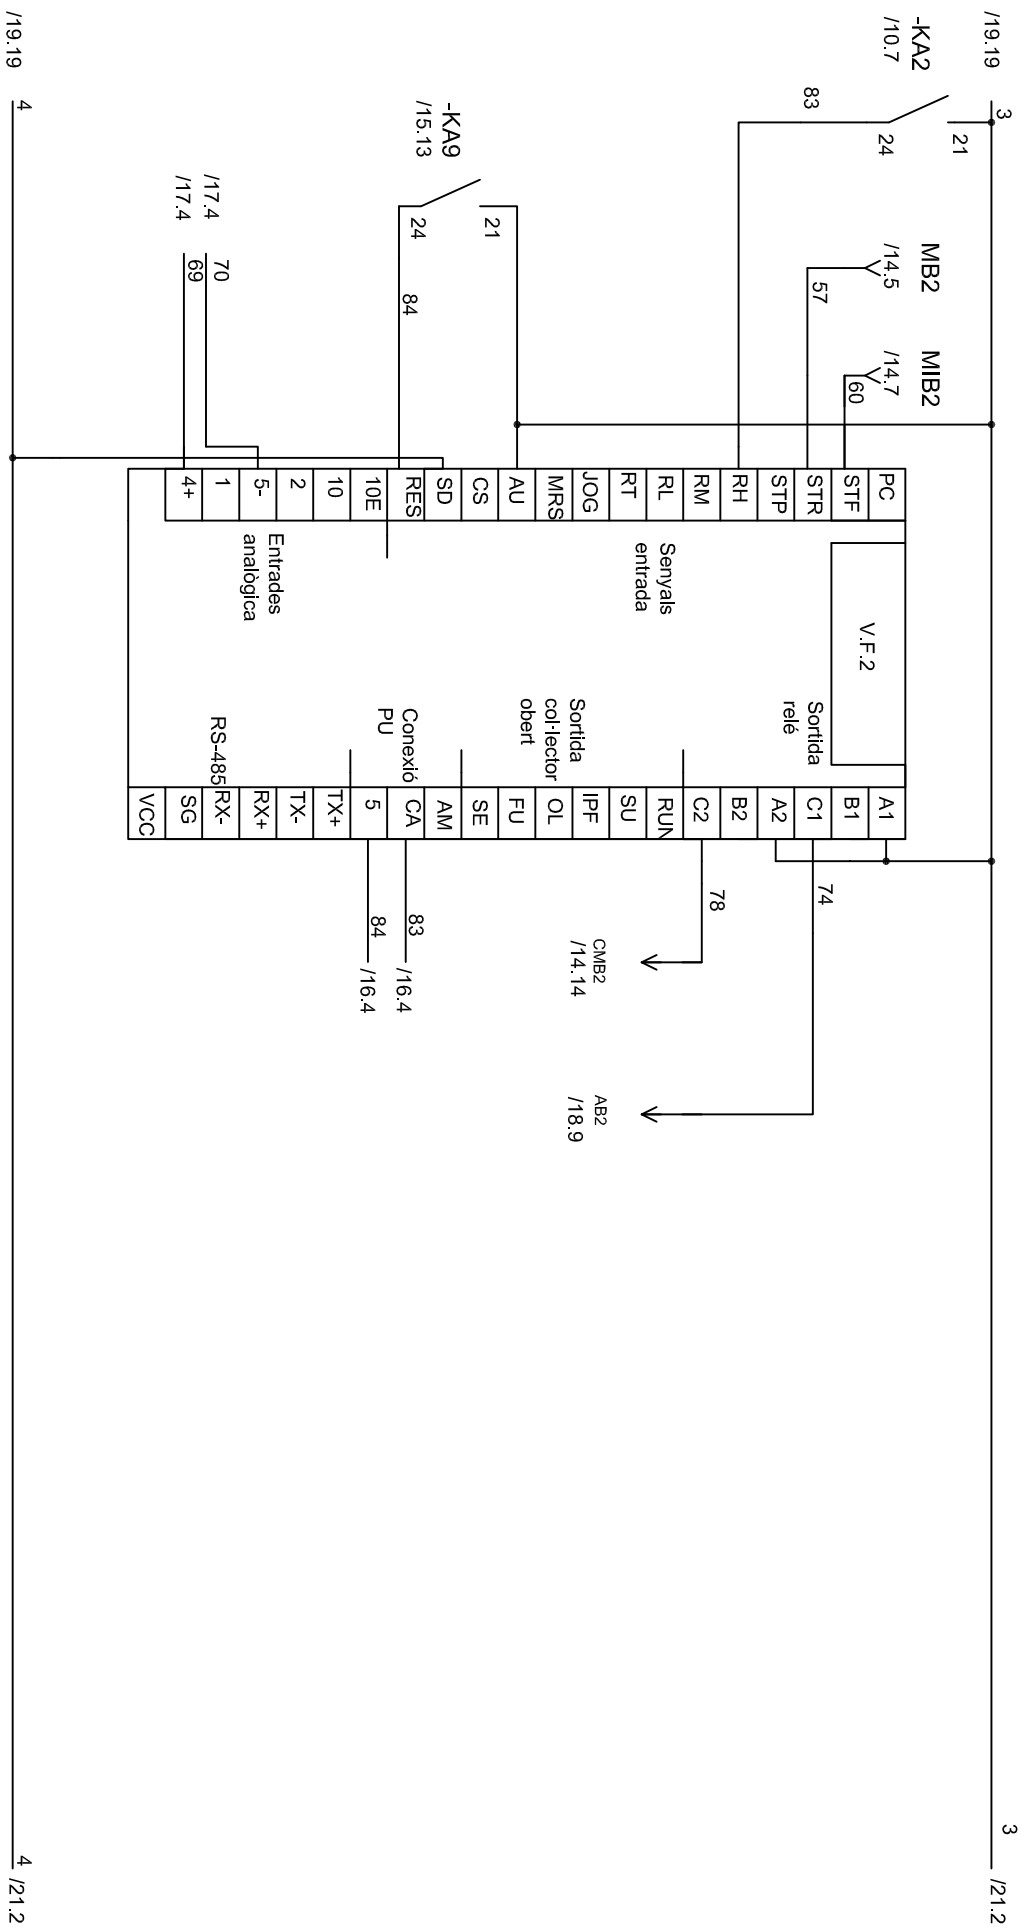 /19.19
3
3
/21.2
-KA2
/10.7
21
24
83
MB2
/14.5
57
MIB2
/14.7
60
-KA9
/15.13
21
24
84
/17.4
70
/17.4
69
PC
STF
STR
STP
RH
RM
RL
RT
JOG
MRS
AU
CS
SD
RES
10E
10
2
5-
1
4+
V.F.2
Senyals
entrada
Entrades
analògica
Sortida
relé
Sortida
col·lector
obert
Conexió
PU
RS-485
A1
B1
C1
A2
B2
C2
RUN
SU
IPF
OL
FU
SE
AM
CA
5
TX+
TX-
RX+
RX-
SG
VCC
74
78
83
/16.4
84
/16.4
CMB2
/14.14
AB2
/18.9
/19.19
4
4
/21.2